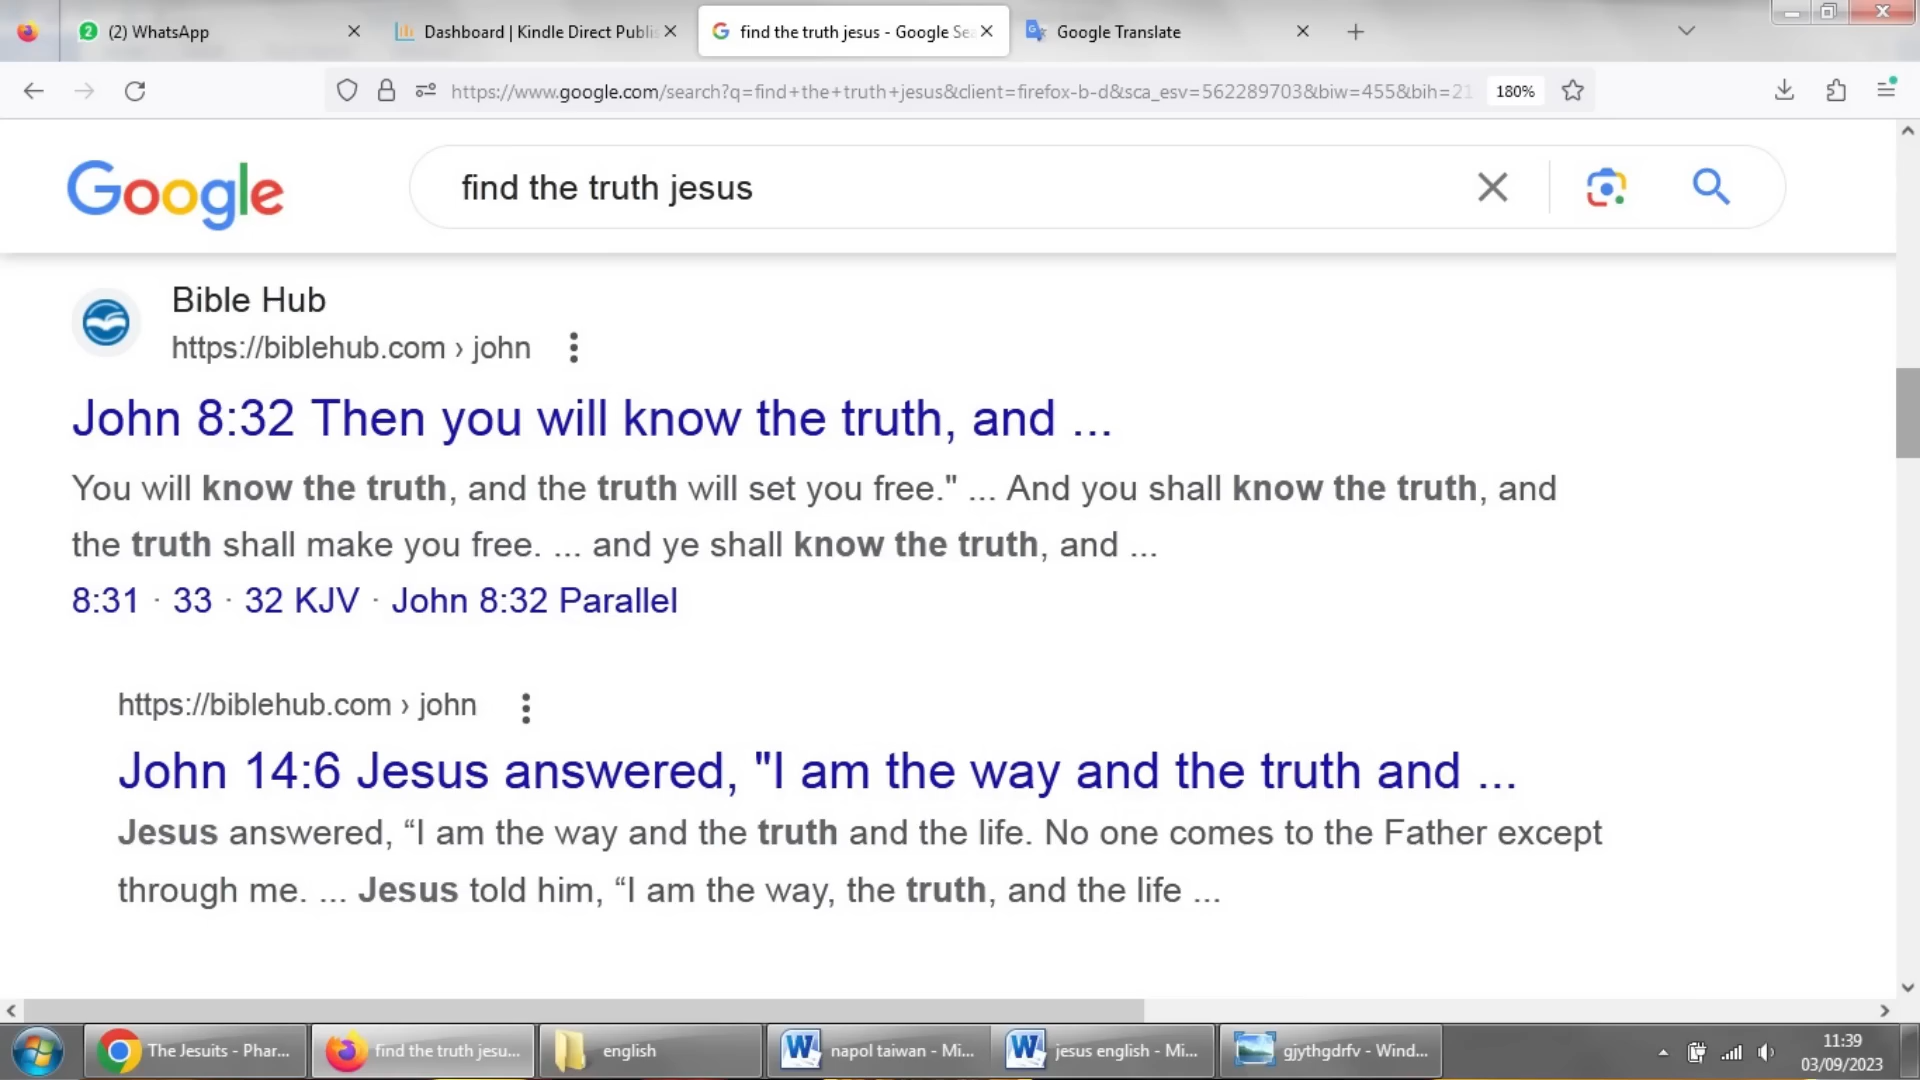 (2) WhatsApp
Dashboard | Kindle Direct Publis
find the truth jesus - Google Sea
Google Translate
https://www.google.com/search?q=find+the+truth+jesus&client=firefox-b-d&sca_esv=562289703&biw=455&bih=21
180%
Google
find the truth jesus
Bible Hub
https://biblehub.com › john
John 8:32 Then you will know the truth, and ...
You will know the truth, and the truth will set you free." ... And you shall know the truth, and
the truth shall make you free. ... and ye shall know the truth, and ...
8:31 · 33 · 32 KJV · John 8:32 Parallel
https://biblehub.com › john
John 14:6 Jesus answered, "I am the way and the truth and ...
Jesus answered, “I am the way and the truth and the life. No one comes to the Father except
through me. ... Jesus told him, “I am the way, the truth, and the life ...
The Jesuits - Phar...
find the truth jesu...
english
napol taiwan - Mi...
jesus english - Mi...
gjythgdrfv - Wind...
11:39
03/09/2023